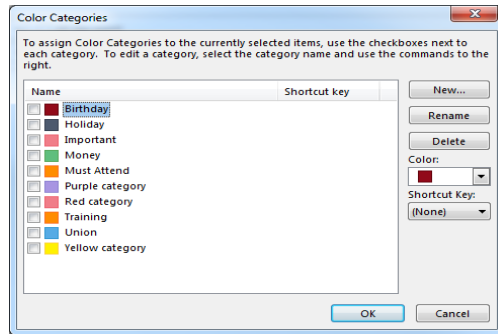 Color Categories
To assign Color Categories to the currently selected items, use the checkboxes next to
each category. To edit a category, select the category name and use the commands to the
right.
Name Shortcut key
Birthday
Holiday
Important
Money
Must Attend
Purple category
Red category
Training
Union
Yellow category
New...
Rename
Delete
Color:
Shortcut Key:
(None)
OK Cancel